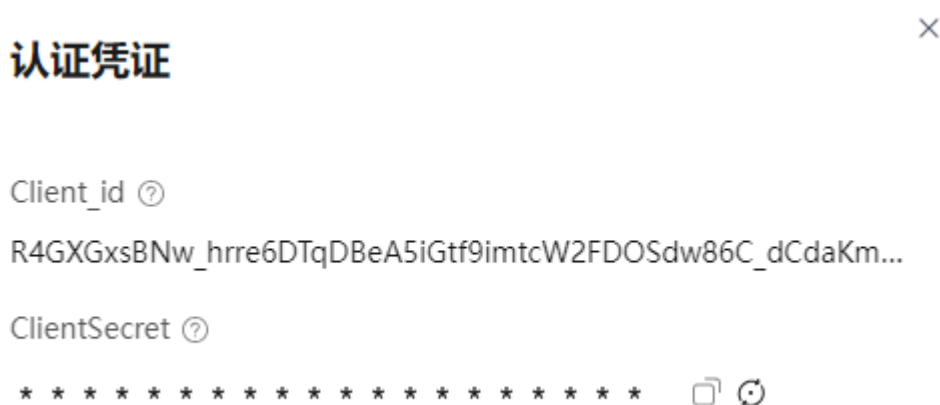 认证凭证
Client_id
R4GXGxsBNw_hrre6DTqDBeA5iGtf9imtcW2FDOSdw86C_dCdaKm...
ClientSecret
* * * * * * * * * * * * * * * * * * * *